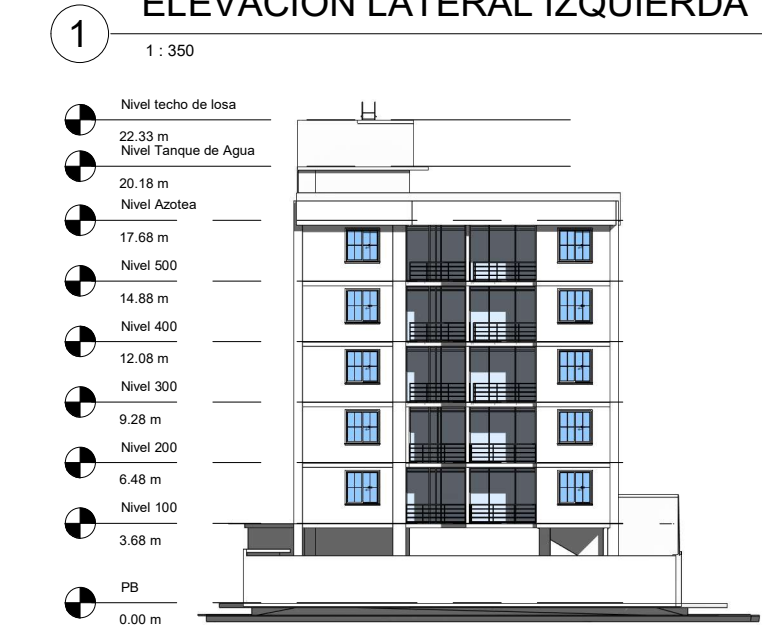 ELEVACIÓN LATERAL IZQUIERDA
1
1 : 350
Nivel techo de losa
22.33 m
Nivel Tanque de Agua
20.18 m
Nivel Azotea
17.68 m
Nivel 500
14.88 m
Nivel 400
12.08 m
Nivel 300
9.28 m
Nivel 200
6.48 m
Nivel 100
3.68 m
PB
0.00 m